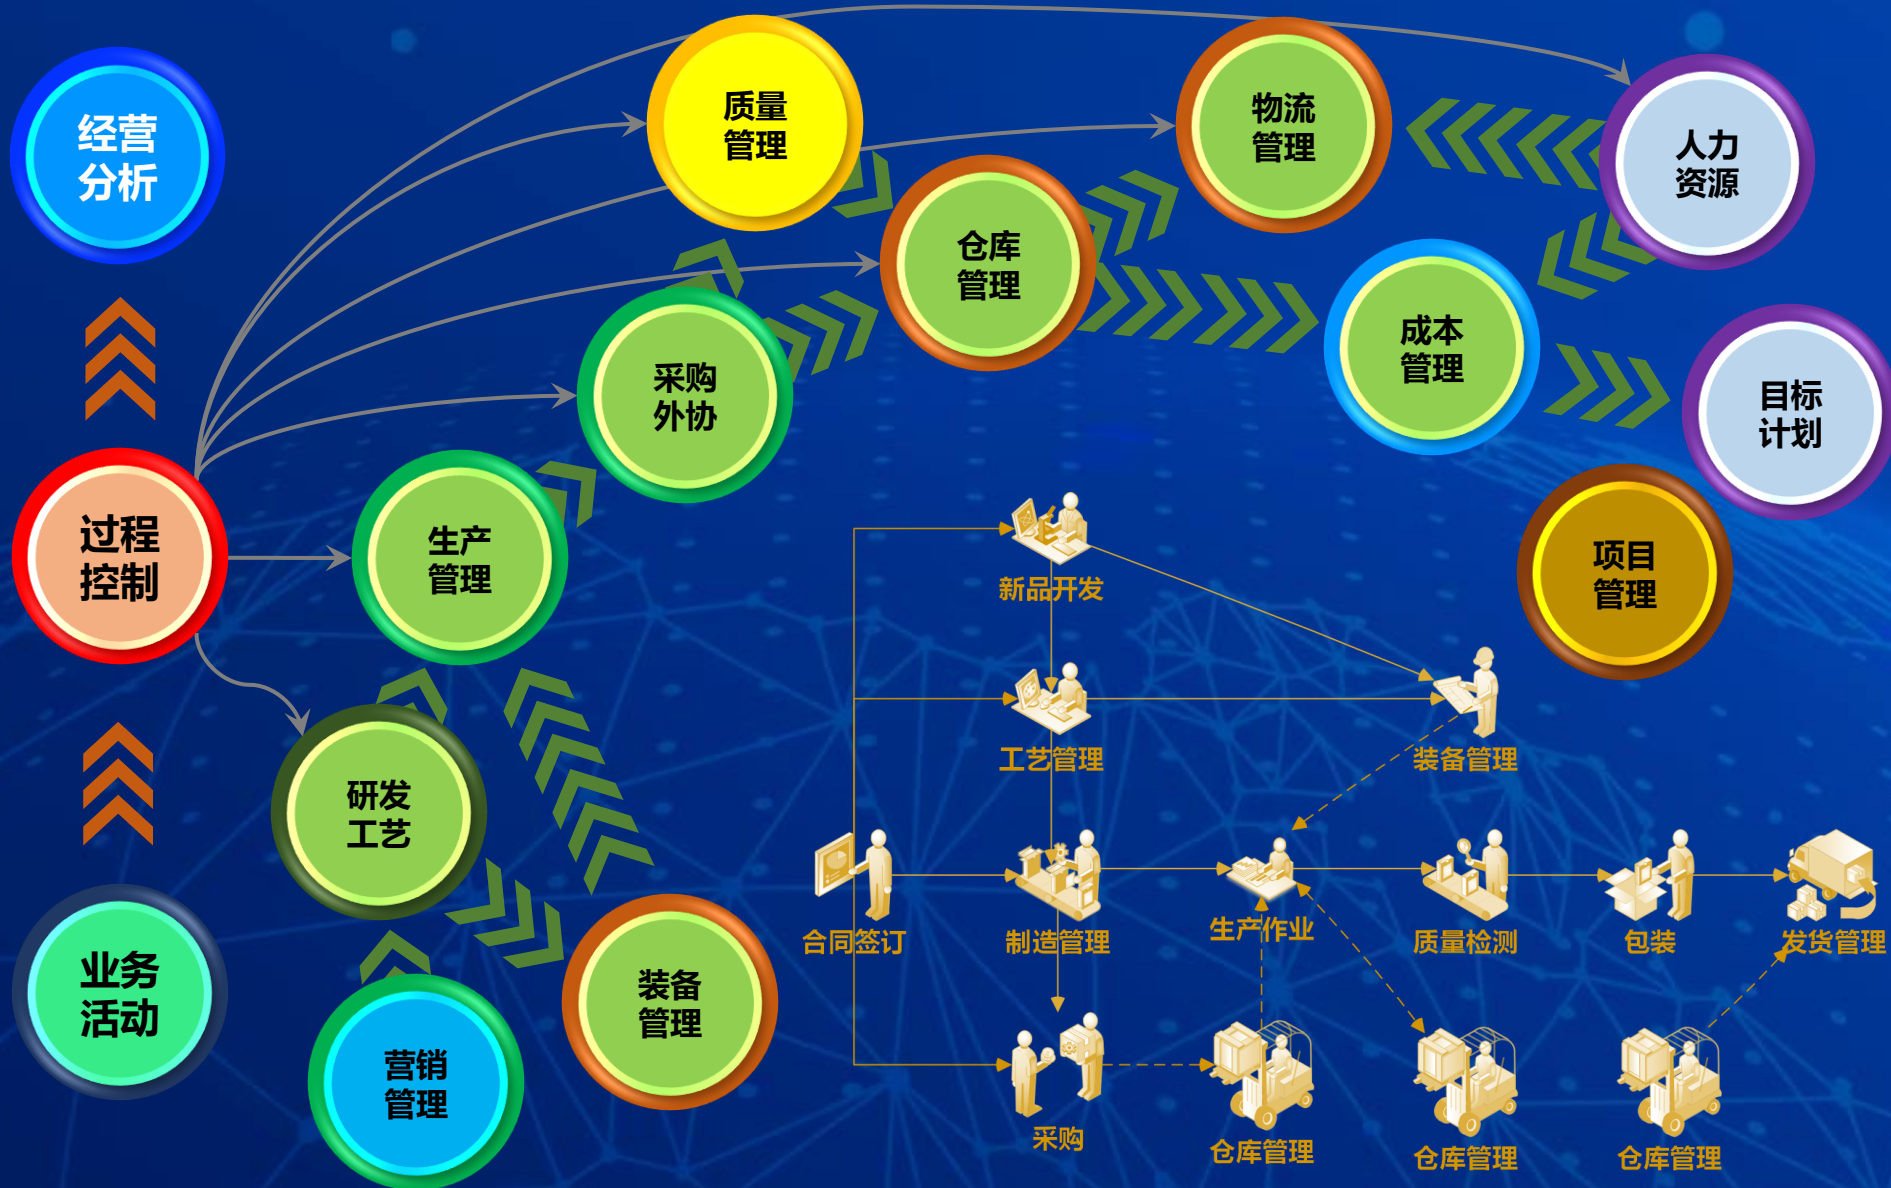 经营
分析
质量
管理
物流
管理
人力
资源
仓库
管理
成本
管理
采购
外协
目标
计划
过程
控制
生产
管理
项目
管理
新品开发
工艺管理
装备管理
研发
工艺
合同签订
制造管理
生产作业
质量检测
包装
发货管理
业务
活动
装备
管理
营销
管理
采购
仓库管理
仓库管理
仓库管理